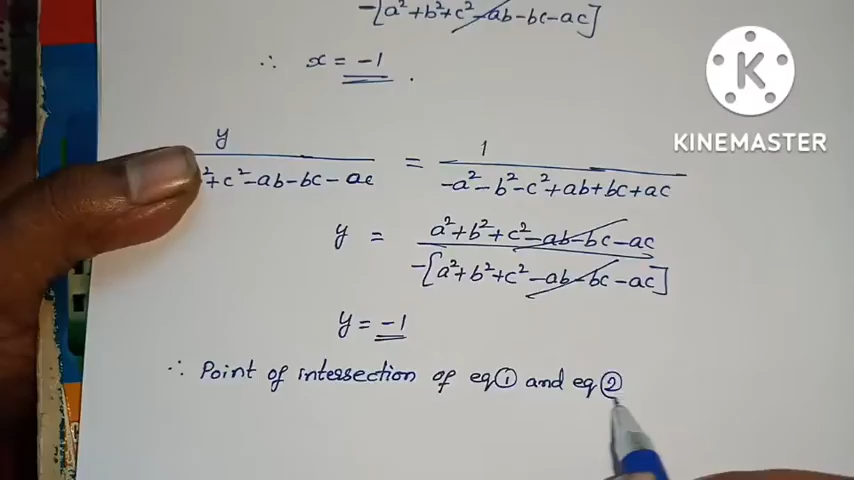 -[a²+b²+c²-ab-bc-ac]
∴ x = -1 .
KINEMASTER
y / ²+c²-ab-bc-ac = 1 / -a²-b²-c²+ab+bc+ac
y = a²+b²+c²-ab-bc-ac / -[a²+b²+c²-ab-bc-ac]
y = -1
∴ Point of intersection of eq① and eq②